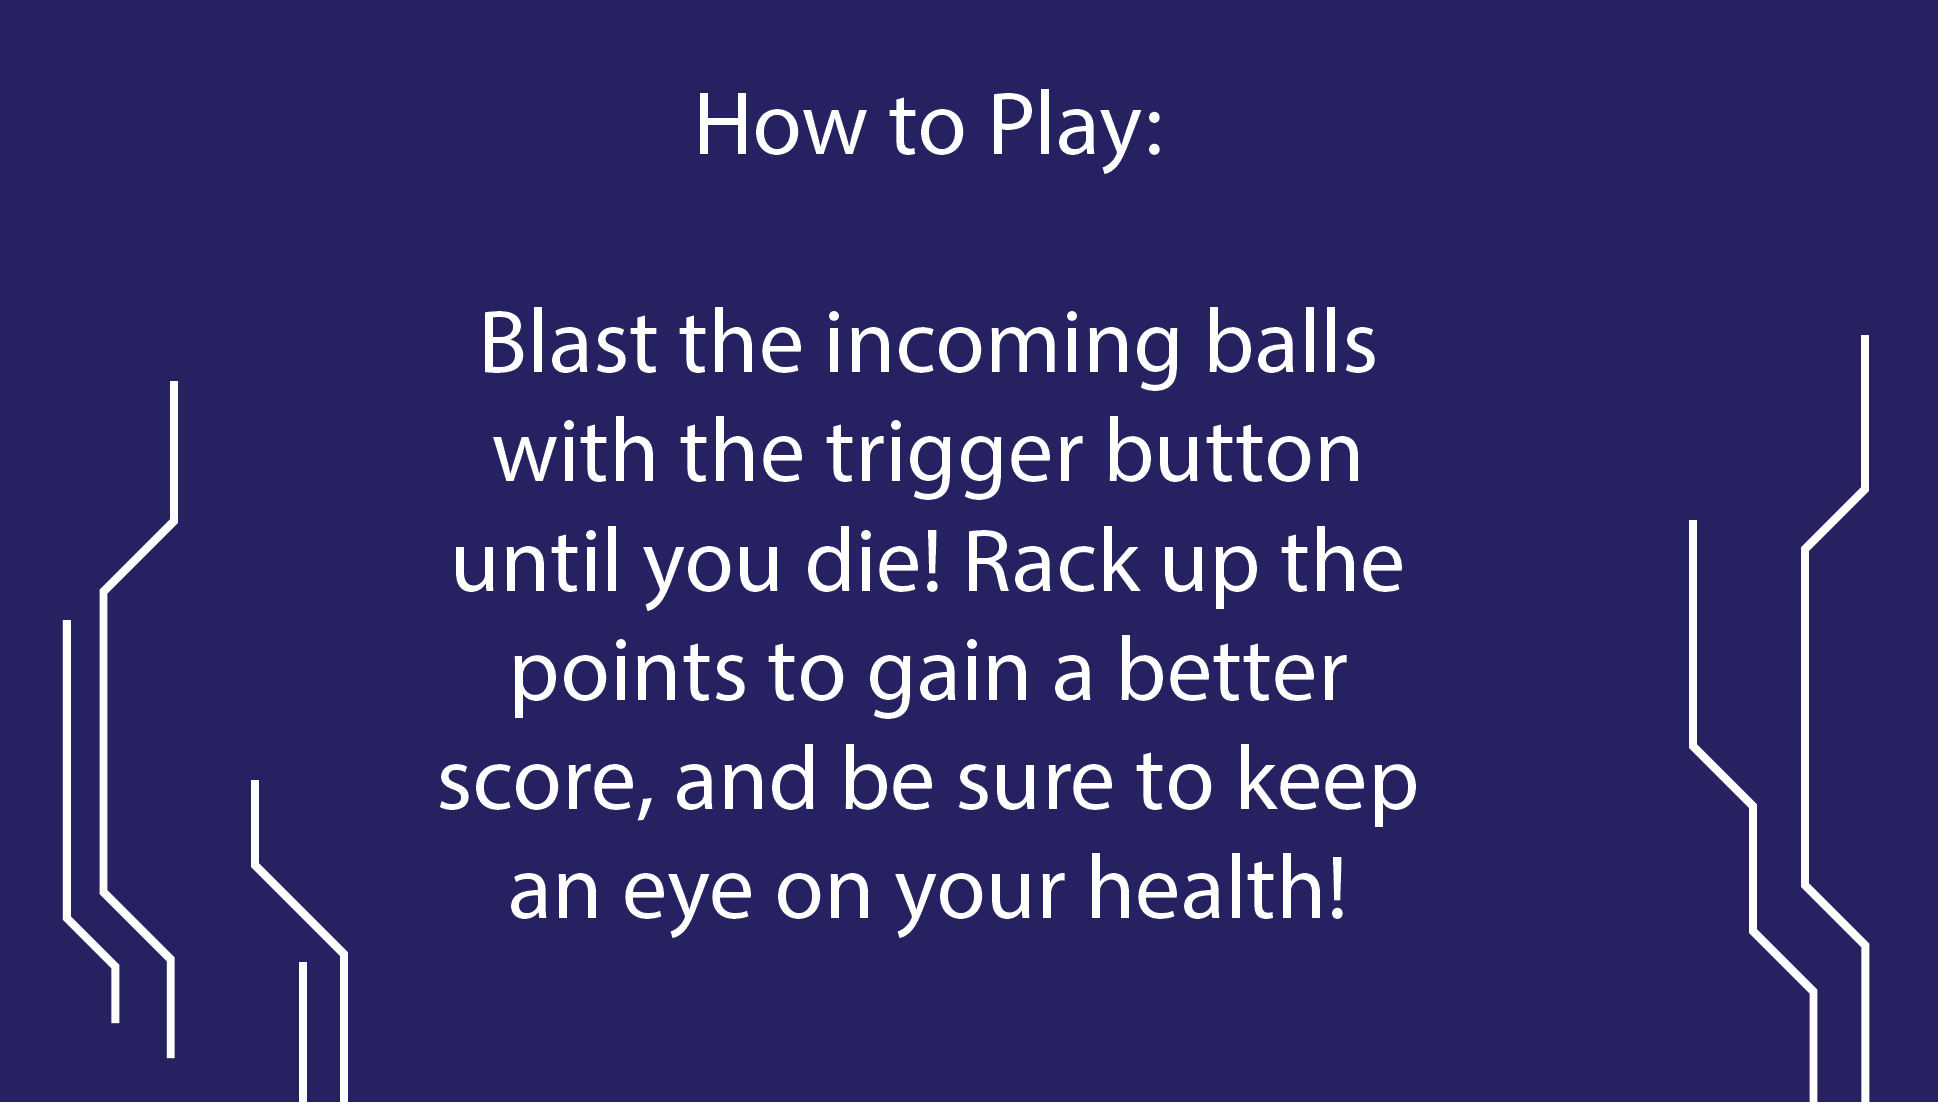 How to Play:
Blast the incoming balls
with the trigger button
until you die! Rack up the
points to gain a better
score, and be sure to keep
an eye on your health!